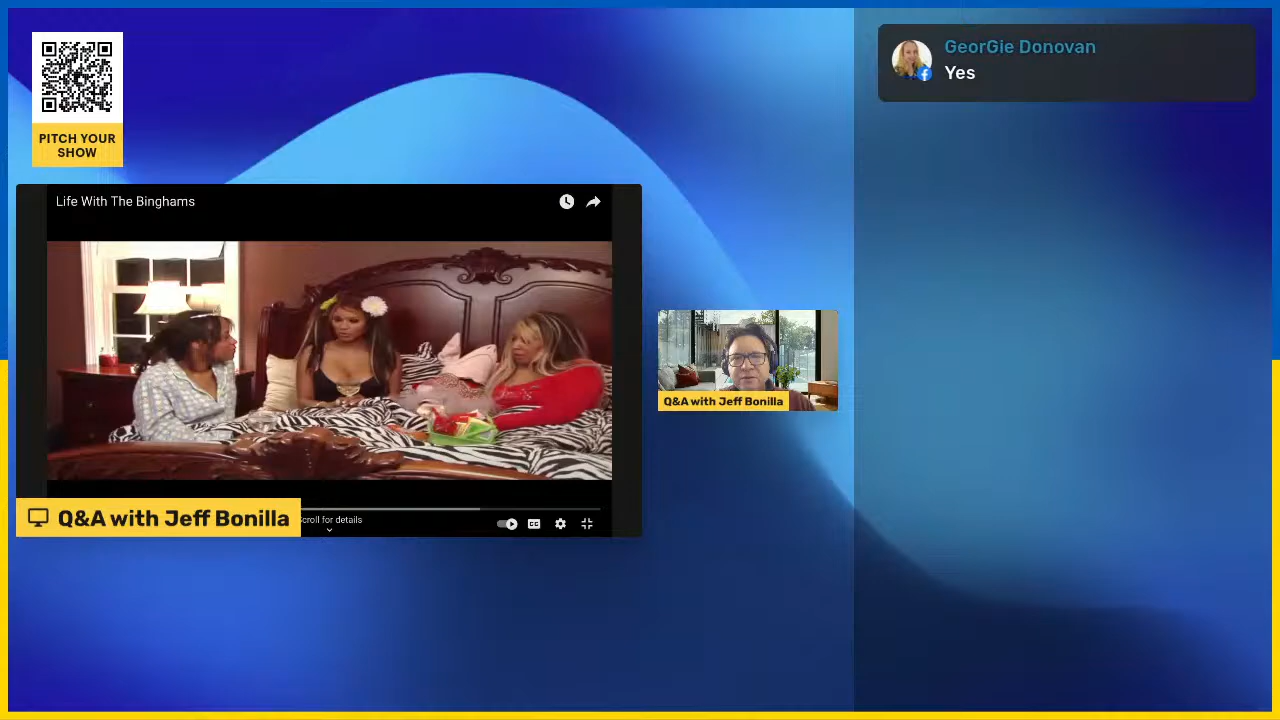 PITCH YOUR
SHOW
GeorGie Donovan
Yes
Life With The Binghams
Q&A with Jeff Bonilla
Q&A with Jeff Bonilla
Scroll for details
CC